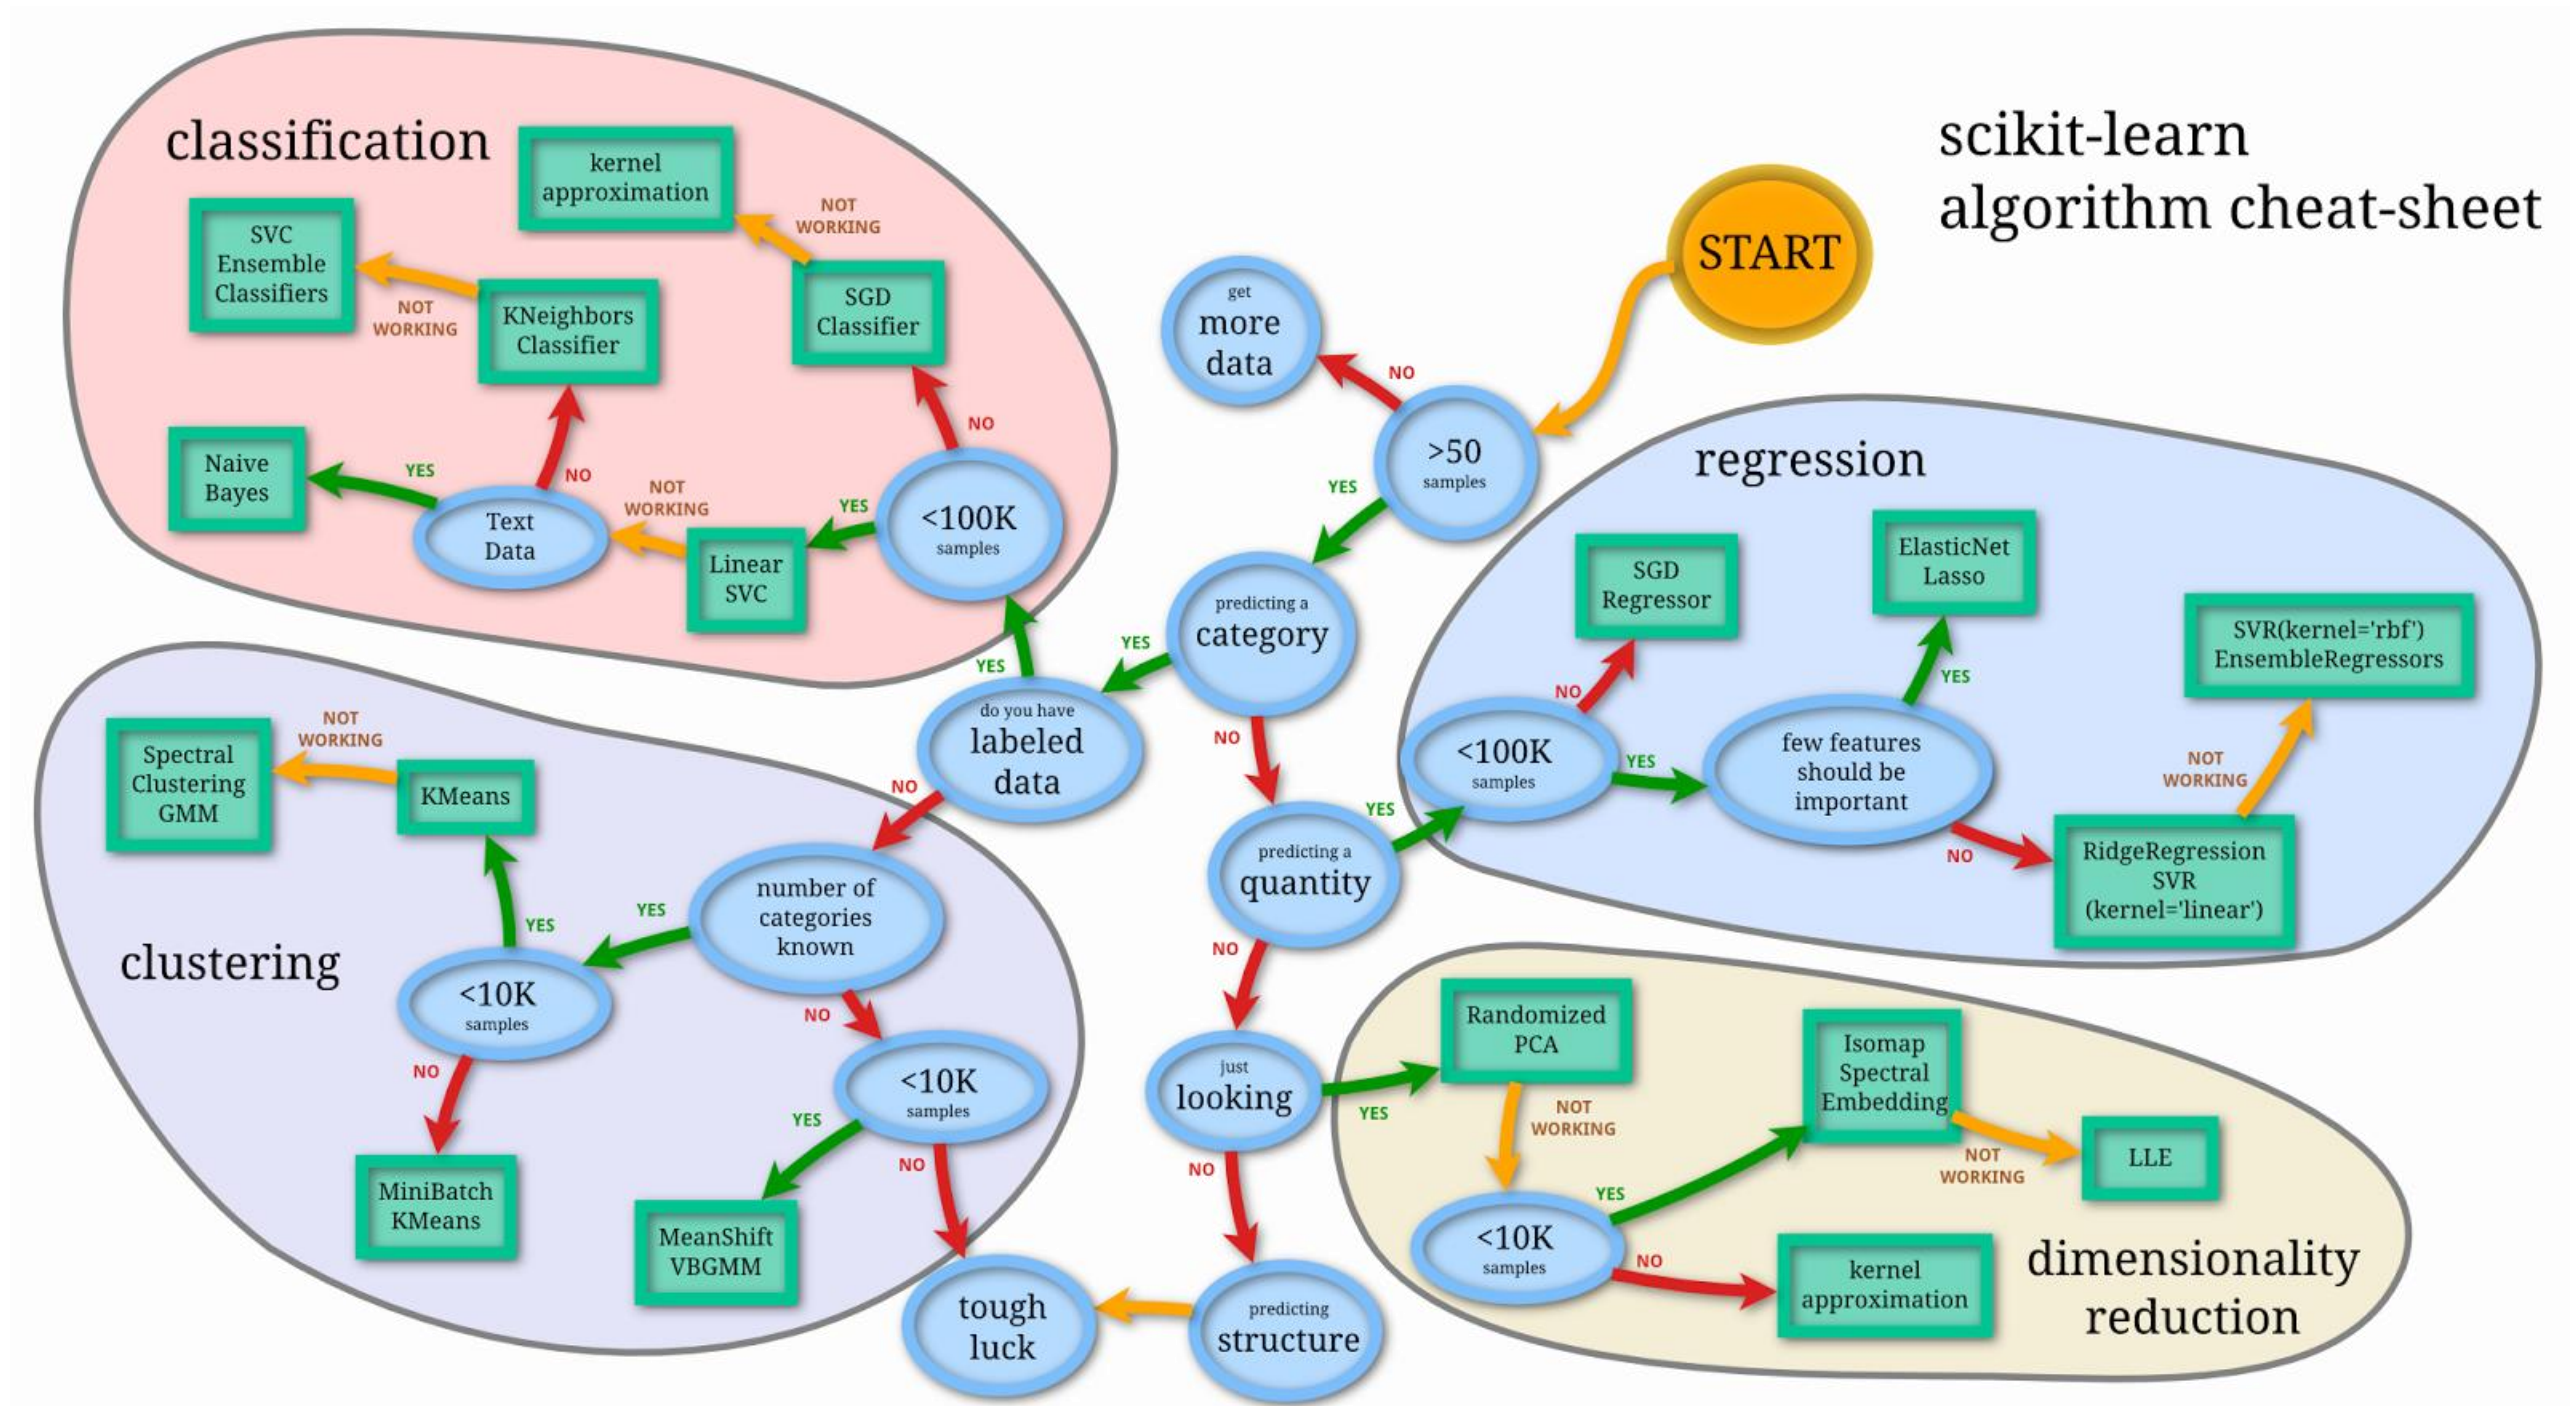 scikit-learn
algorithm cheat-sheet
START
>50
samples
NO
get
more
data
YES
predicting a
category
YES
do you have
labeled
data
YES
NO
NO
predicting a
quantity
YES
NO
just
looking
YES
NO
predicting
structure
tough
luck
classification
<100K
samples
NO
SGD
Classifier
NOT
WORKING
kernel
approximation
YES
Linear
SVC
NOT
WORKING
Text
Data
YES
Naive
Bayes
NO
KNeighbors
Classifier
NOT
WORKING
SVC
Ensemble
Classifiers
clustering
number of
categories
known
YES
<10K
samples
YES
KMeans
NOT
WORKING
Spectral
Clustering
GMM
NO
MiniBatch
KMeans
NO
<10K
samples
YES
MeanShift
VBGMM
NO
regression
<100K
samples
NO
SGD
Regressor
YES
few features
should be
important
YES
ElasticNet
Lasso
NO
RidgeRegression
SVR
(kernel='linear')
NOT
WORKING
SVR(kernel='rbf')
EnsembleRegressors
Randomized
PCA
NOT
WORKING
<10K
samples
YES
Isomap
Spectral
Embedding
NOT
WORKING
LLE
NO
kernel
approximation
dimensionality
reduction